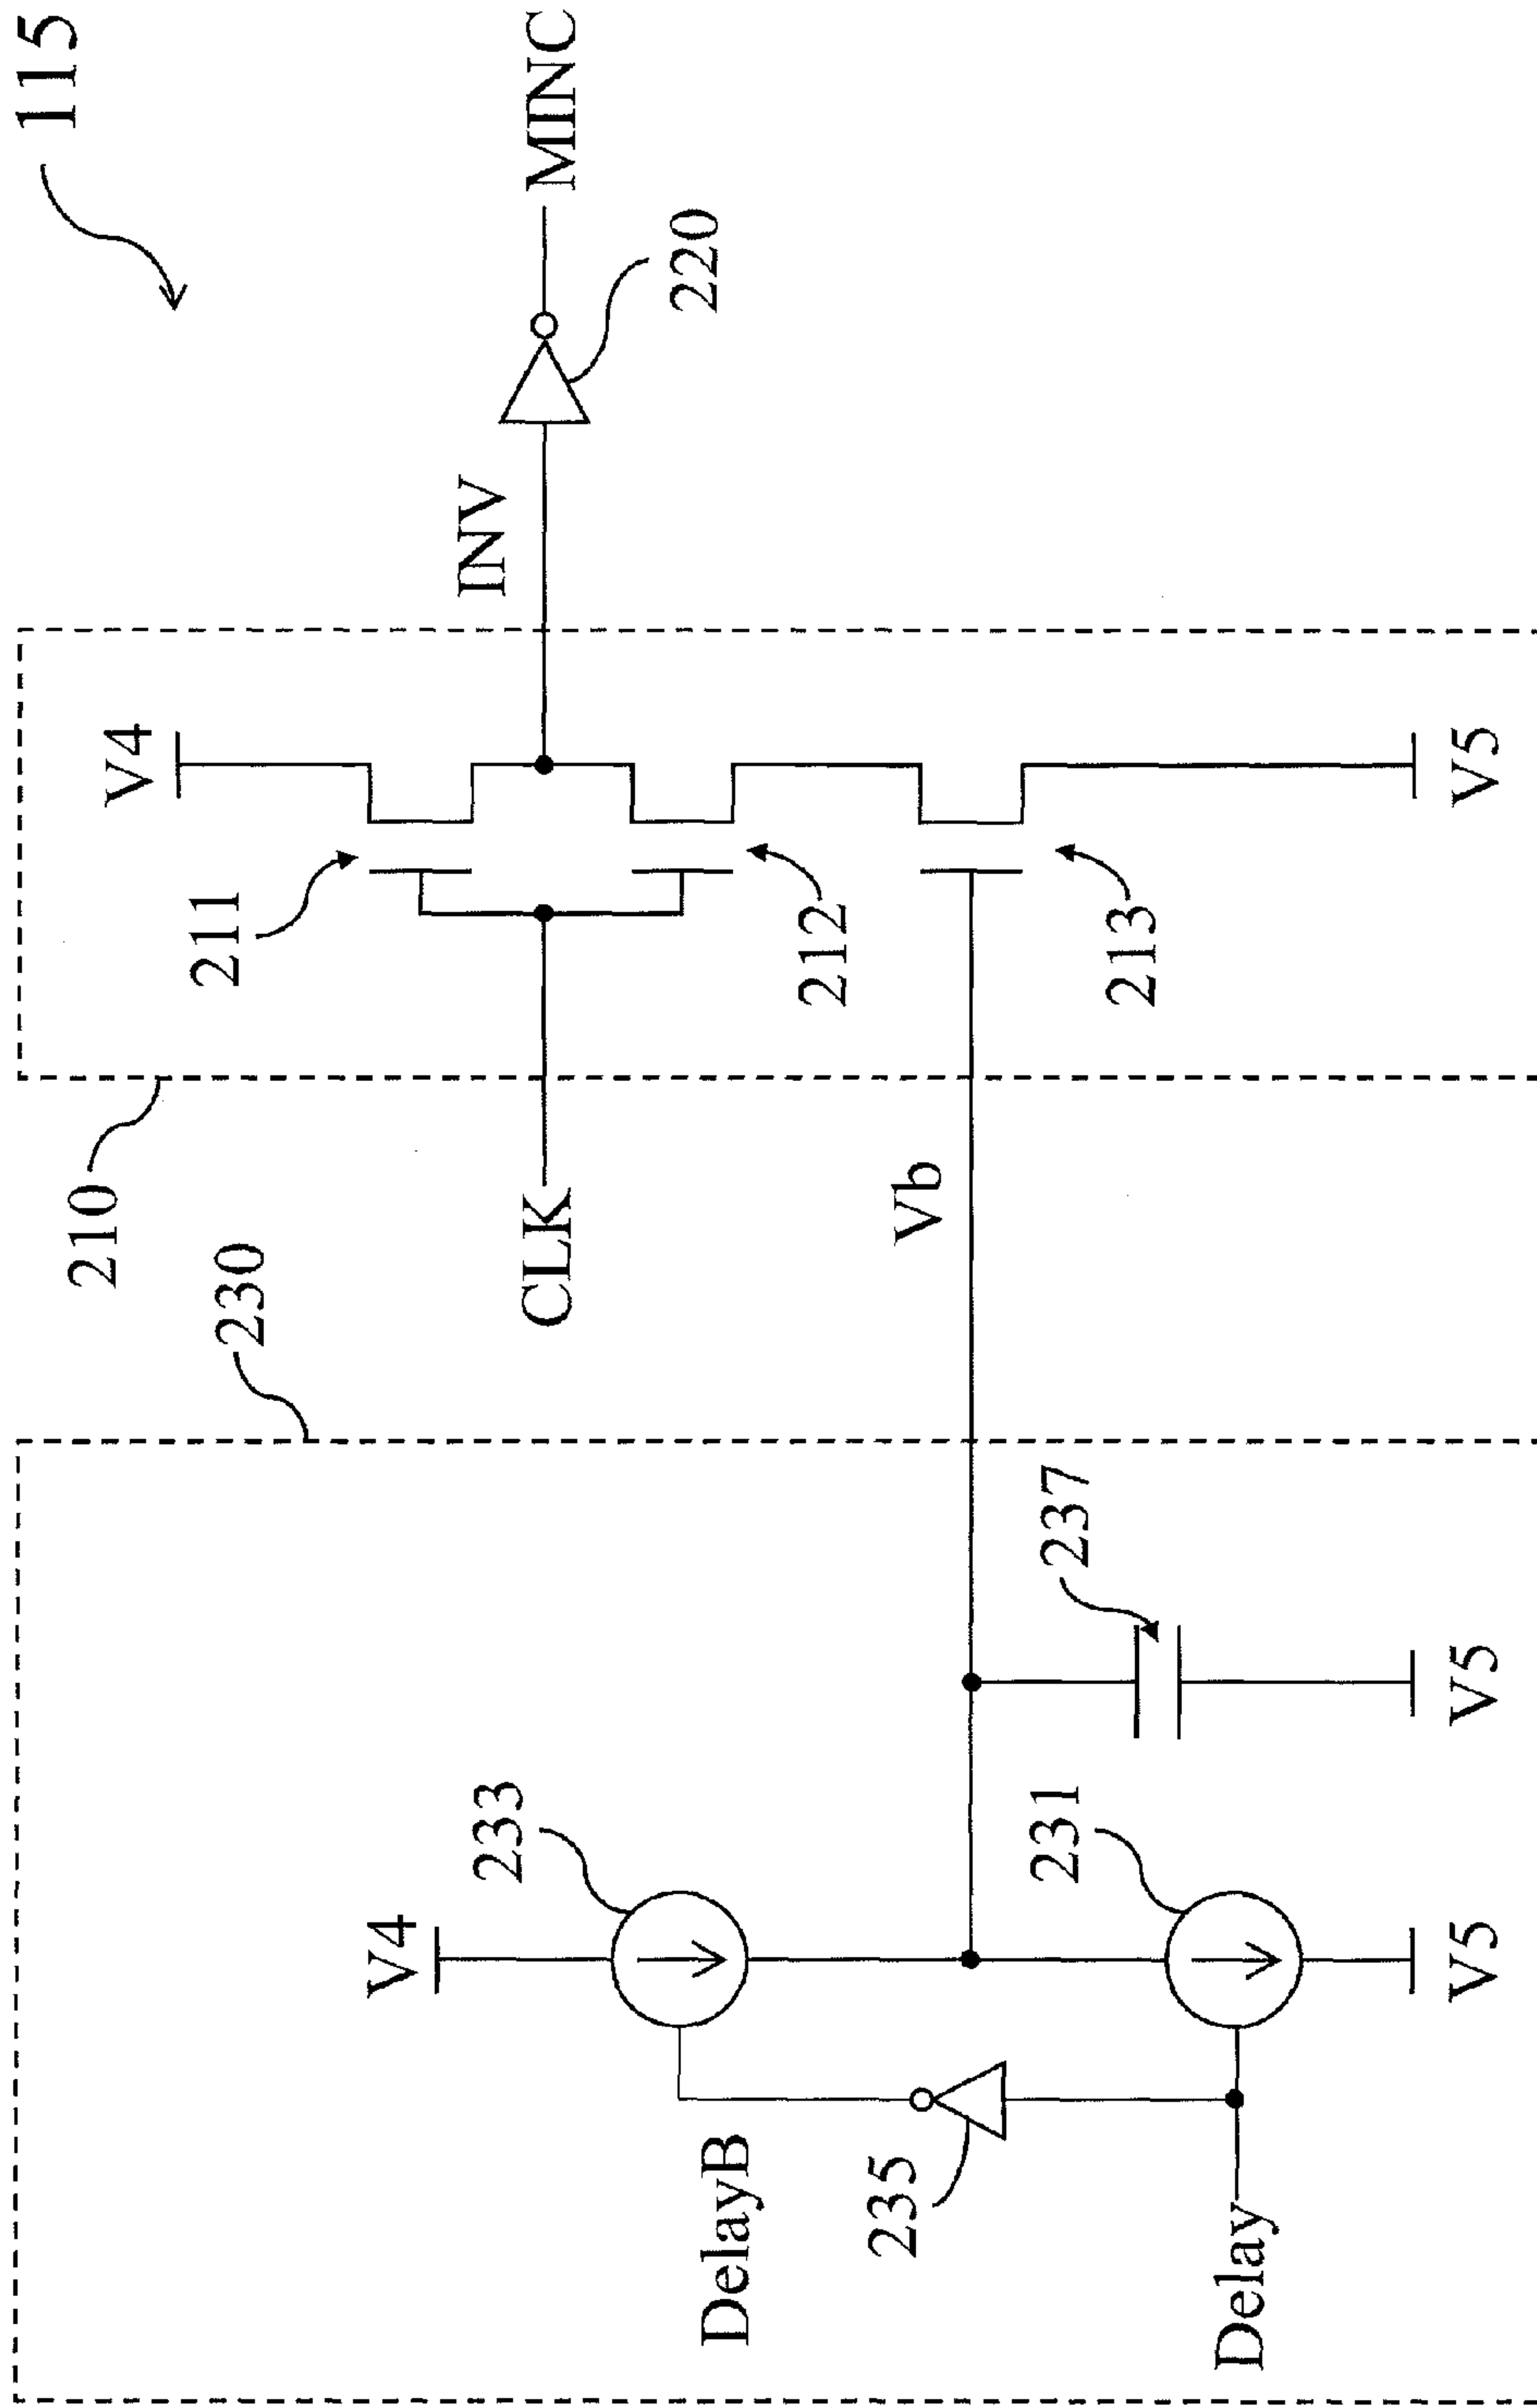 115
210
230
V4
211
INV
MINC
220
CLK
212
V4
233
DelayB
235
Vb
213
237
231
Delay
V5
V5
V5